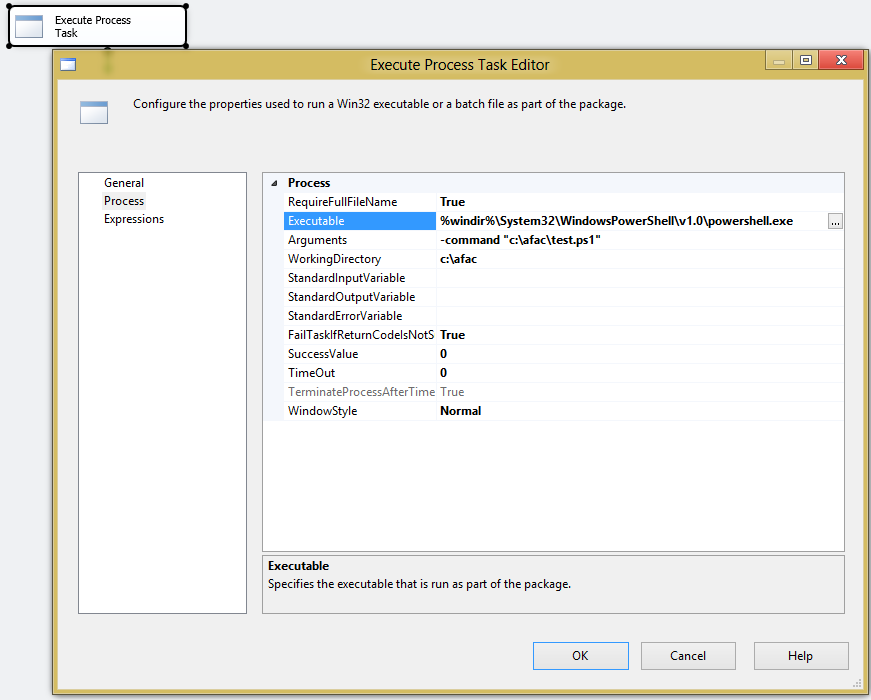 Execute Process
Task
Execute Process Task Editor
Configure the properties used to run a Win32 executable or a batch file as part of the package.
General
Process
Expressions
Process
RequireFullFileName True
Executable %windir%\System32\WindowsPowerShell\v1.0\powershell.exe ...
Arguments -command "c:\afac\test.ps1"
WorkingDirectory c:\afac
StandardInputVariable
StandardOutputVariable
StandardErrorVariable
FailTaskIfReturnCodeIsNotS True
SuccessValue 0
TimeOut 0
TerminateProcessAfterTime True
WindowStyle Normal
Executable
Specifies the executable that is run as part of the package.
OK Cancel Help